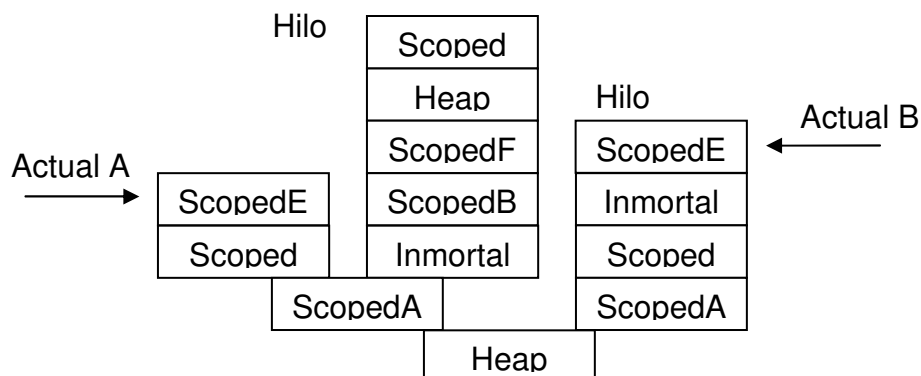 Hilo
Scoped
Heap
ScopedF
ScopedB
Inmortal
Actual A
ScopedE
Scoped
ScopedA
Hilo
Actual B
ScopedE
Inmortal
Scoped
ScopedA
Heap